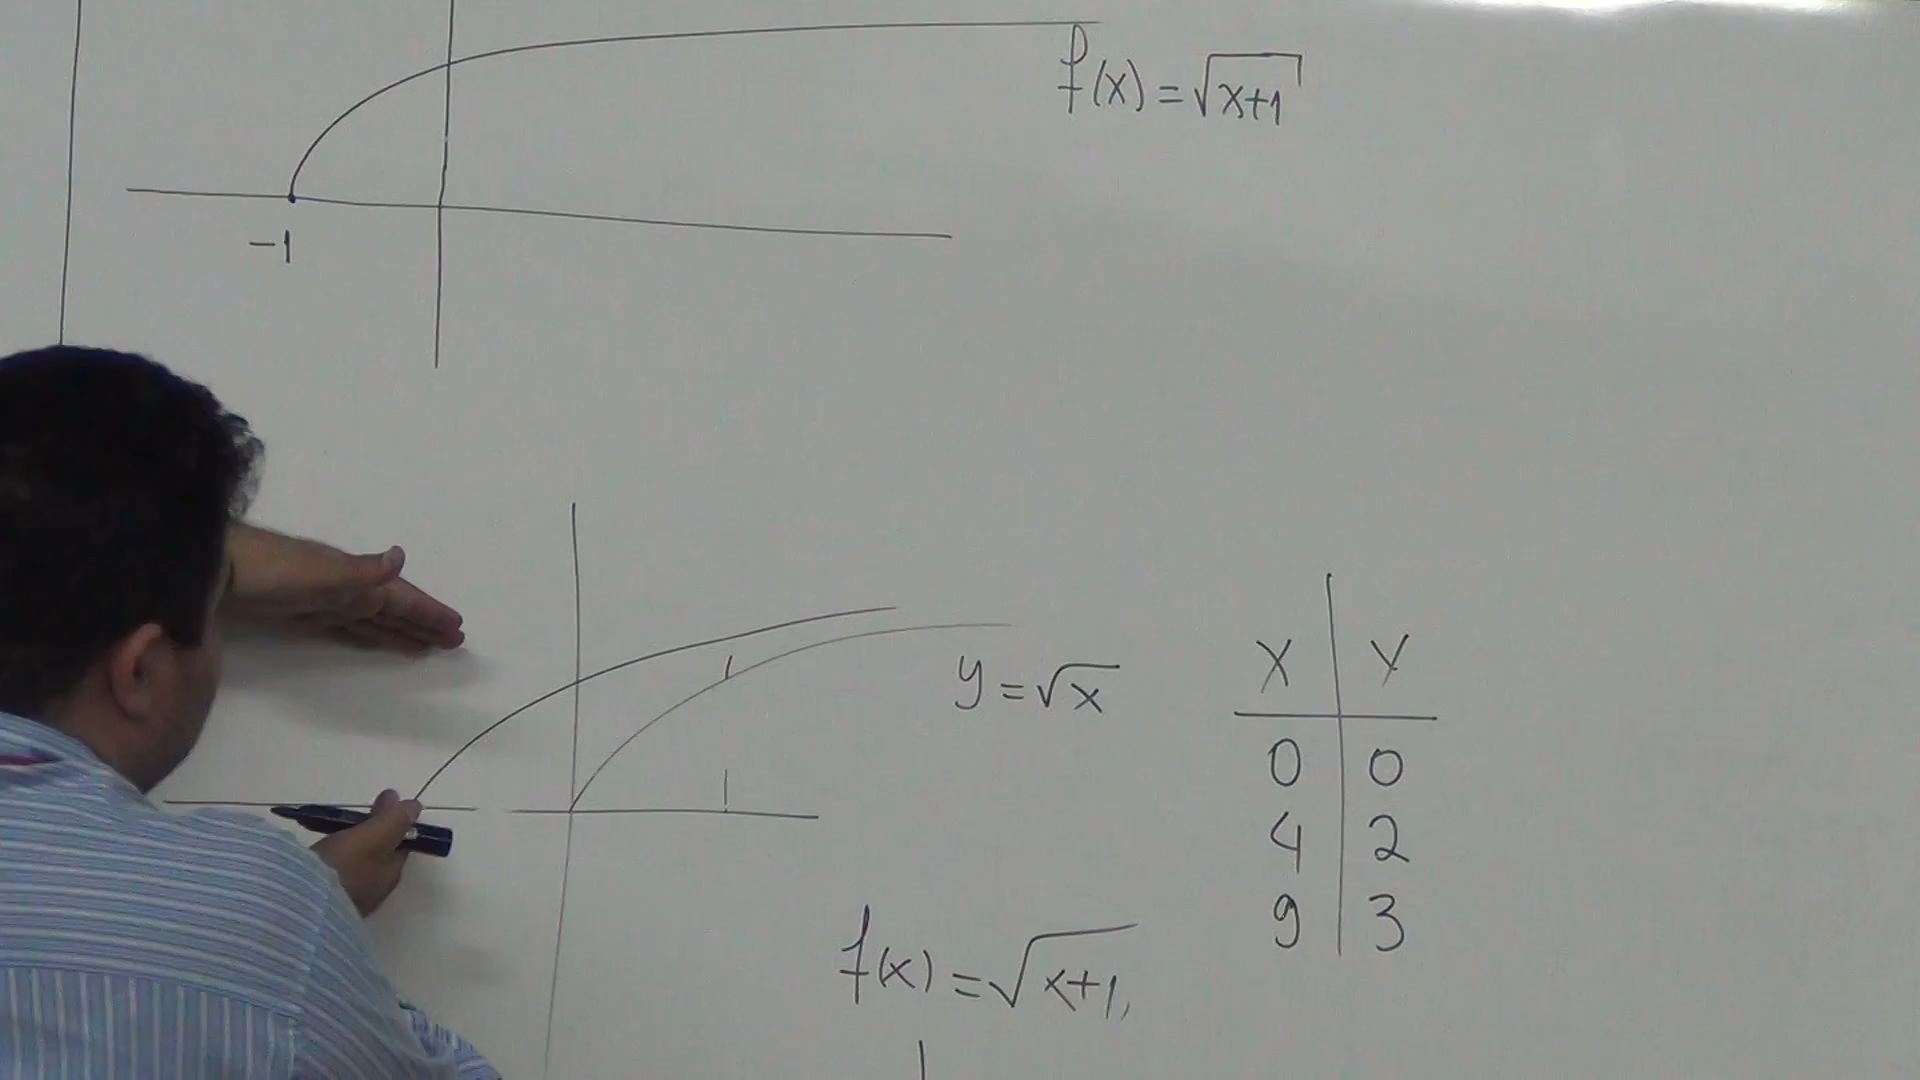 f(x) = √x+1
-1
y = √x
X Y
0 0
4 2
9 3
f(x) = √x+1,